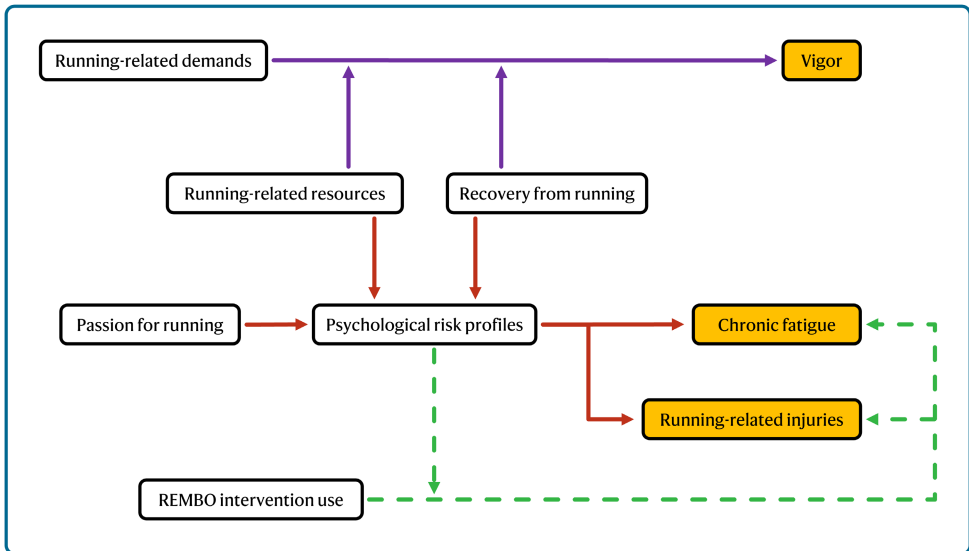 Running-related demands
Vigor
Running-related resources
Recovery from running
Passion for running
Psychological risk profiles
Chronic fatigue
Running-related injuries
REMBO intervention use